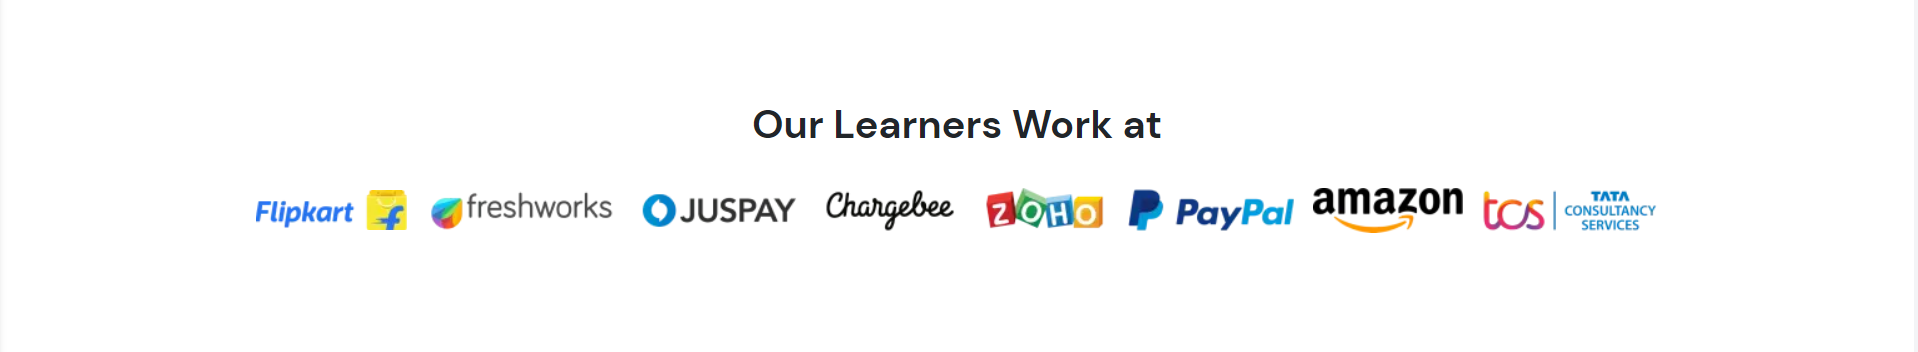 Our Learners Work at
Flipkart freshworks JUSPAY Chargebee ZOHO PayPal amazon tcs TATA
CONSULTANCY
SERVICES